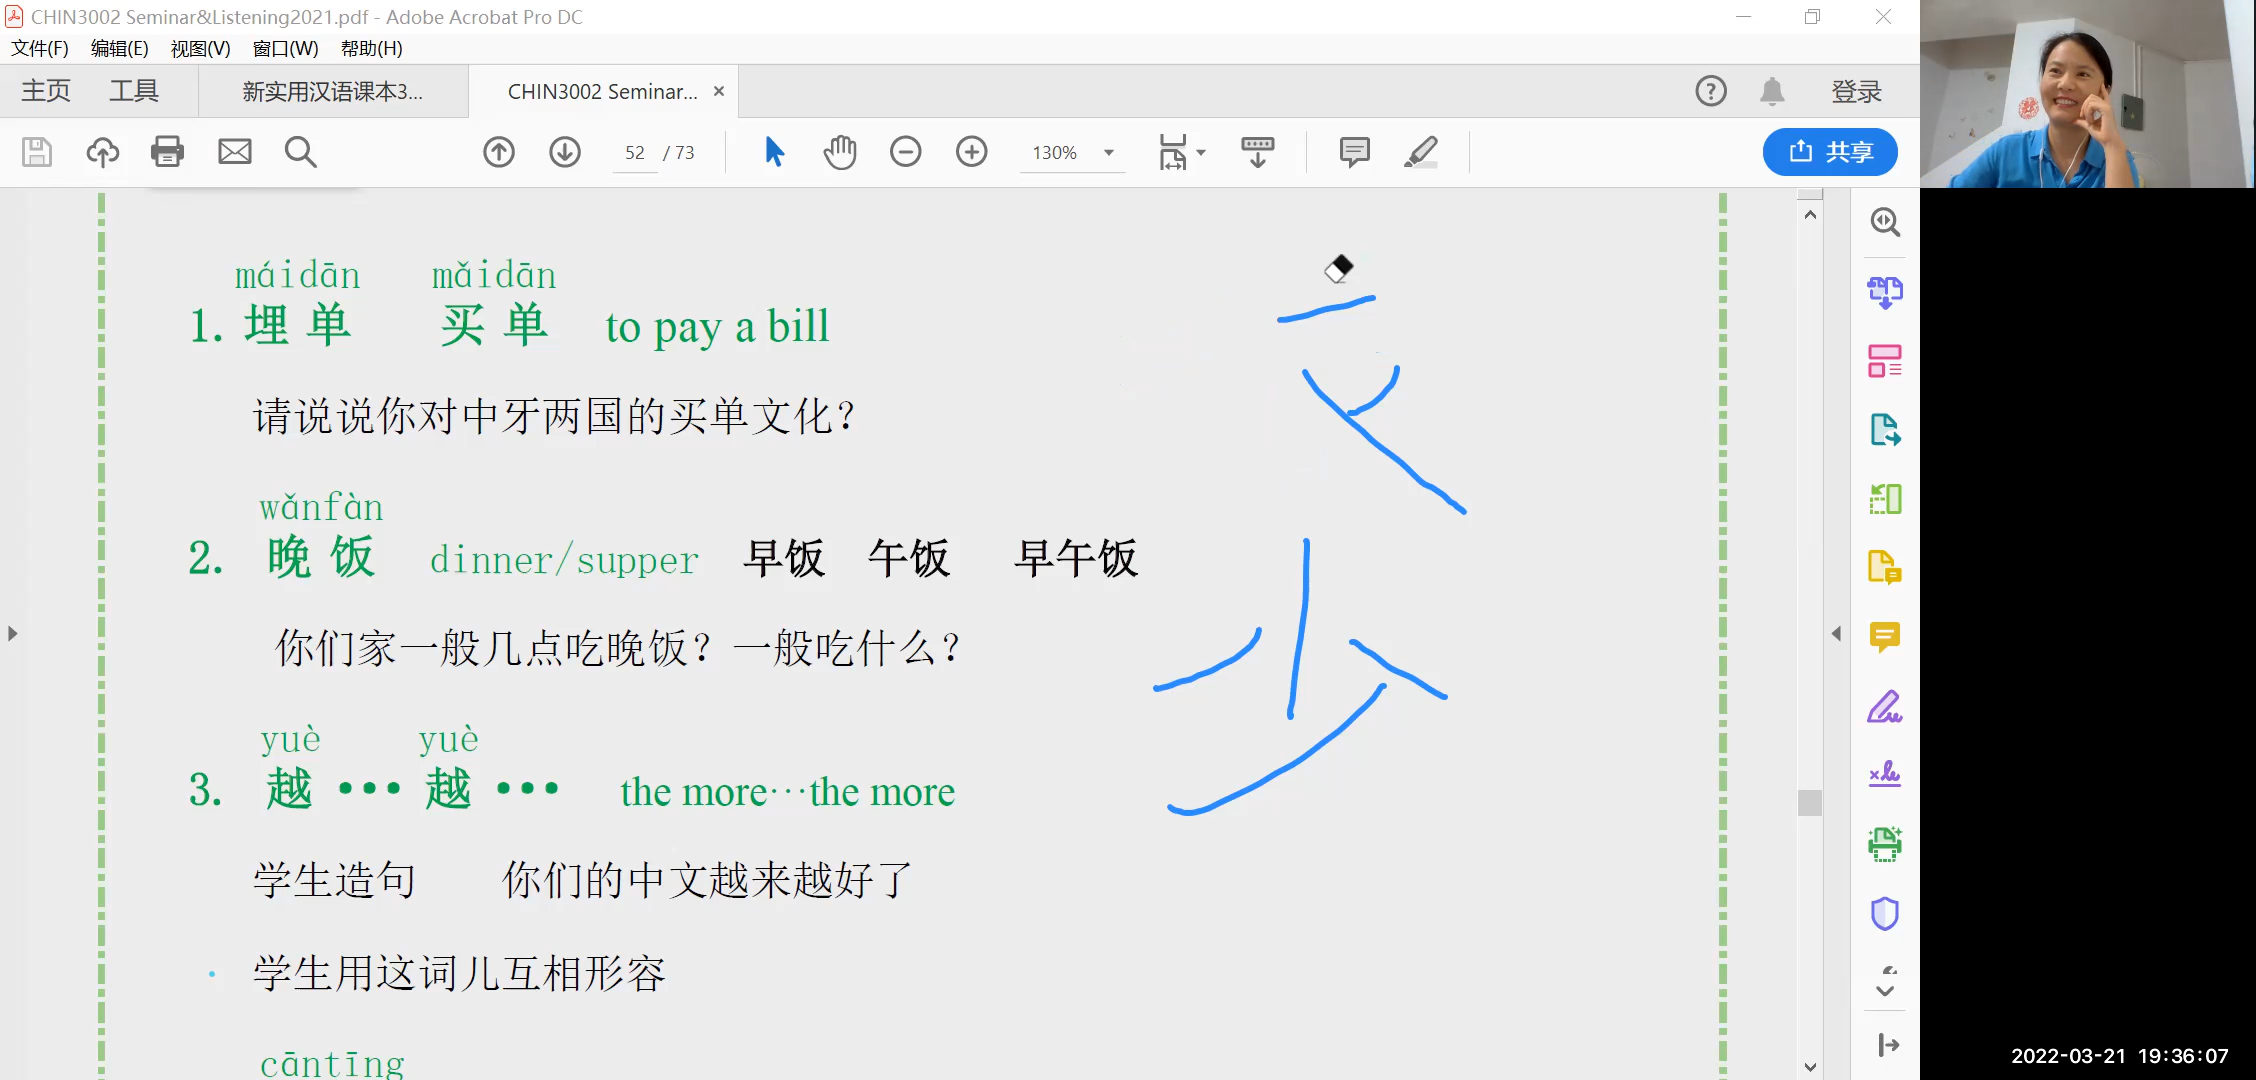 CHIN3002 Seminar&Listening2021.pdf - Adobe Acrobat Pro DC
文件(F) 编辑(E) 视图(V) 窗口(W) 帮助(H)
主页 工具 新实用汉语课本3... CHIN3002 Seminar... × 登录
52 / 73 130% 共享
máidān mǎidān
1. 埋单 买单 to pay a bill
请说说你对中牙两国的买单文化？
wǎnfàn
2. 晚饭 dinner/supper 早饭 午饭 早午饭
你们家一般几点吃晚饭？一般吃什么？
yuè yuè
3. 越··· 越··· the more···the more
学生造句 你们的中文越来越好了
学生用这词儿互相形容
cāntīng
少
2022-03-21 19:36:07